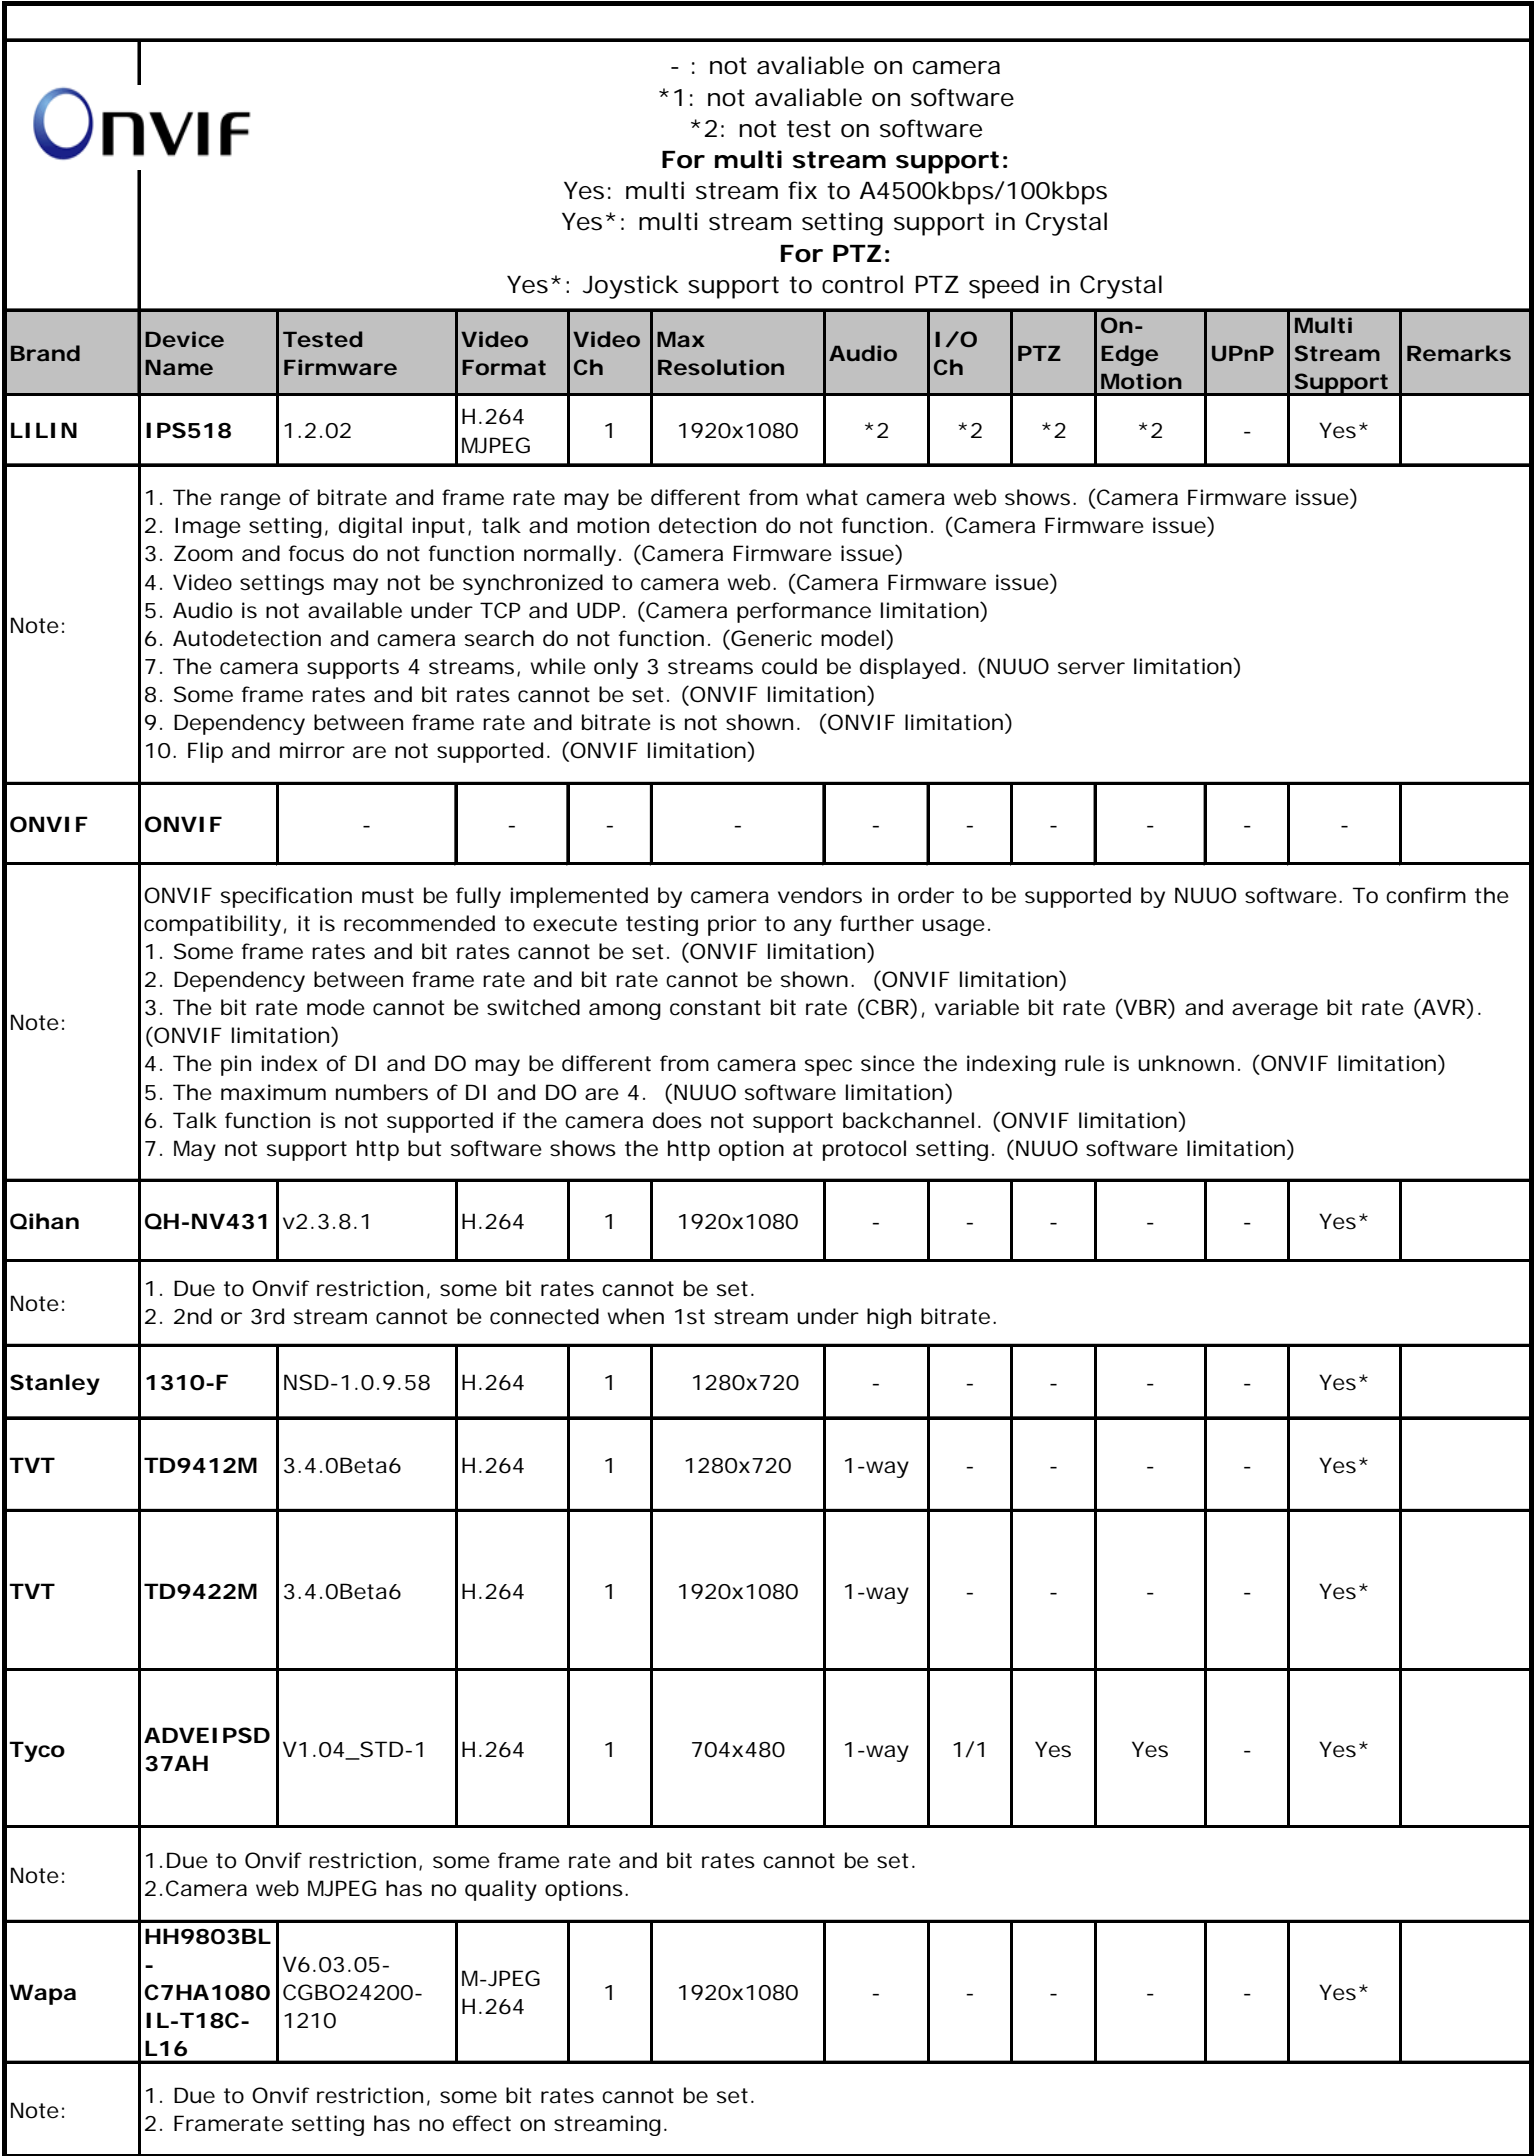 ONVIF
- : not avaliable on camera
*1: not avaliable on software
*2: not test on software
For multi stream support:
Yes: multi stream fix to A4500kbps/100kbps
Yes*: multi stream setting support in Crystal
For PTZ:
Yes*: Joystick support to control PTZ speed in Crystal
Brand Device Name Tested Firmware Video Format Video Ch Max Resolution Audio I/O Ch PTZ On-Edge Motion UPnP Multi Stream Support Remarks
LILIN IPS518 1.2.02 H.264 MJPEG 1 1920x1080 *2 *2 *2 *2 - Yes*
Note:
1. The range of bitrate and frame rate may be different from what camera web shows. (Camera Firmware issue)
2. Image setting, digital input, talk and motion detection do not function. (Camera Firmware issue)
3. Zoom and focus do not function normally. (Camera Firmware issue)
4. Video settings may not be synchronized to camera web. (Camera Firmware issue)
5. Audio is not available under TCP and UDP. (Camera performance limitation)
6. Autodetection and camera search do not function. (Generic model)
7. The camera supports 4 streams, while only 3 streams could be displayed. (NUUO server limitation)
8. Some frame rates and bit rates cannot be set. (ONVIF limitation)
9. Dependency between frame rate and bitrate is not shown.  (ONVIF limitation)
10. Flip and mirror are not supported. (ONVIF limitation)
ONVIF ONVIF - - - - - - - - - -
Note:
ONVIF specification must be fully implemented by camera vendors in order to be supported by NUUO software. To confirm the
compatibility, it is recommended to execute testing prior to any further usage.
1. Some frame rates and bit rates cannot be set. (ONVIF limitation)
2. Dependency between frame rate and bit rate cannot be shown.  (ONVIF limitation)
3. The bit rate mode cannot be switched among constant bit rate (CBR), variable bit rate (VBR) and average bit rate (AVR).
(ONVIF limitation)
4. The pin index of DI and DO may be different from camera spec since the indexing rule is unknown. (ONVIF limitation)
5. The maximum numbers of DI and DO are 4.  (NUUO software limitation)
6. Talk function is not supported if the camera does not support backchannel. (ONVIF limitation)
7. May not support http but software shows the http option at protocol setting. (NUUO software limitation)
Qihan QH-NV431 v2.3.8.1 H.264 1 1920x1080 - - - - - Yes*
Note:
1. Due to Onvif restriction, some bit rates cannot be set.
2. 2nd or 3rd stream cannot be connected when 1st stream under high bitrate.
Stanley 1310-F NSD-1.0.9.58 H.264 1 1280x720 - - - - - Yes*
TVT TD9412M 3.4.0Beta6 H.264 1 1280x720 1-way - - - - Yes*
TVT TD9422M 3.4.0Beta6 H.264 1 1920x1080 1-way - - - - Yes*
Tyco ADVEIPSD37AH V1.04_STD-1 H.264 1 704x480 1-way 1/1 Yes Yes - Yes*
Note:
1.Due to Onvif restriction, some frame rate and bit rates cannot be set.
2.Camera web MJPEG has no quality options.
Wapa HH9803BL-C7HA1080IL-T18C-L16 V6.03.05-CGBO24200-1210 M-JPEG H.264 1 1920x1080 - - - - - Yes*
Note:
1. Due to Onvif restriction, some bit rates cannot be set.
2. Framerate setting has no effect on streaming.